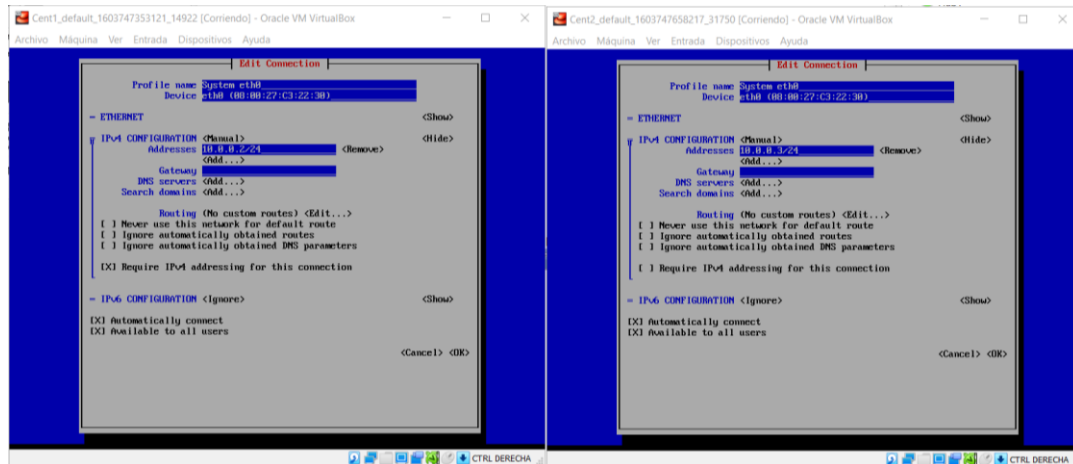 Cent1_default_1603747353121_14922 [Corriendo] - Oracle VM VirtualBox
Archivo Máquina Ver Entrada Dispositivos Ayuda
Edit Connection
Profile name System eth0
Device eth0 (08:00:27:C3:22:30)
= ETHERNET <Show>
IPv4 CONFIGURATION <Manual> <Hide>
Addresses 10.0.0.2/24 <Remove>
<Add...>
Gateway
DNS servers <Add...>
Search domains <Add...>
Routing (No custom routes) <Edit...>
[ ] Never use this network for default route
[ ] Ignore automatically obtained routes
[ ] Ignore automatically obtained DNS parameters
[X] Require IPv4 addressing for this connection
= IPv6 CONFIGURATION <Ignore> <Show>
[X] Automatically connect
[X] Available to all users
<Cancel> <OK>
CTRL DERECHA
Cent2_default_1603747658217_31750 [Corriendo] - Oracle VM VirtualBox
Archivo Máquina Ver Entrada Dispositivos Ayuda
Edit Connection
Profile name System eth0
Device eth0 (08:00:27:C3:22:30)
= ETHERNET <Show>
IPv4 CONFIGURATION <Manual> <Hide>
Addresses 10.0.0.3/24 <Remove>
<Add...>
Gateway
DNS servers <Add...>
Search domains <Add...>
Routing (No custom routes) <Edit...>
[ ] Never use this network for default route
[ ] Ignore automatically obtained routes
[ ] Ignore automatically obtained DNS parameters
[ ] Require IPv4 addressing for this connection
= IPv6 CONFIGURATION <Ignore> <Show>
[X] Automatically connect
[X] Available to all users
<Cancel> <OK>
CTRL DERECHA